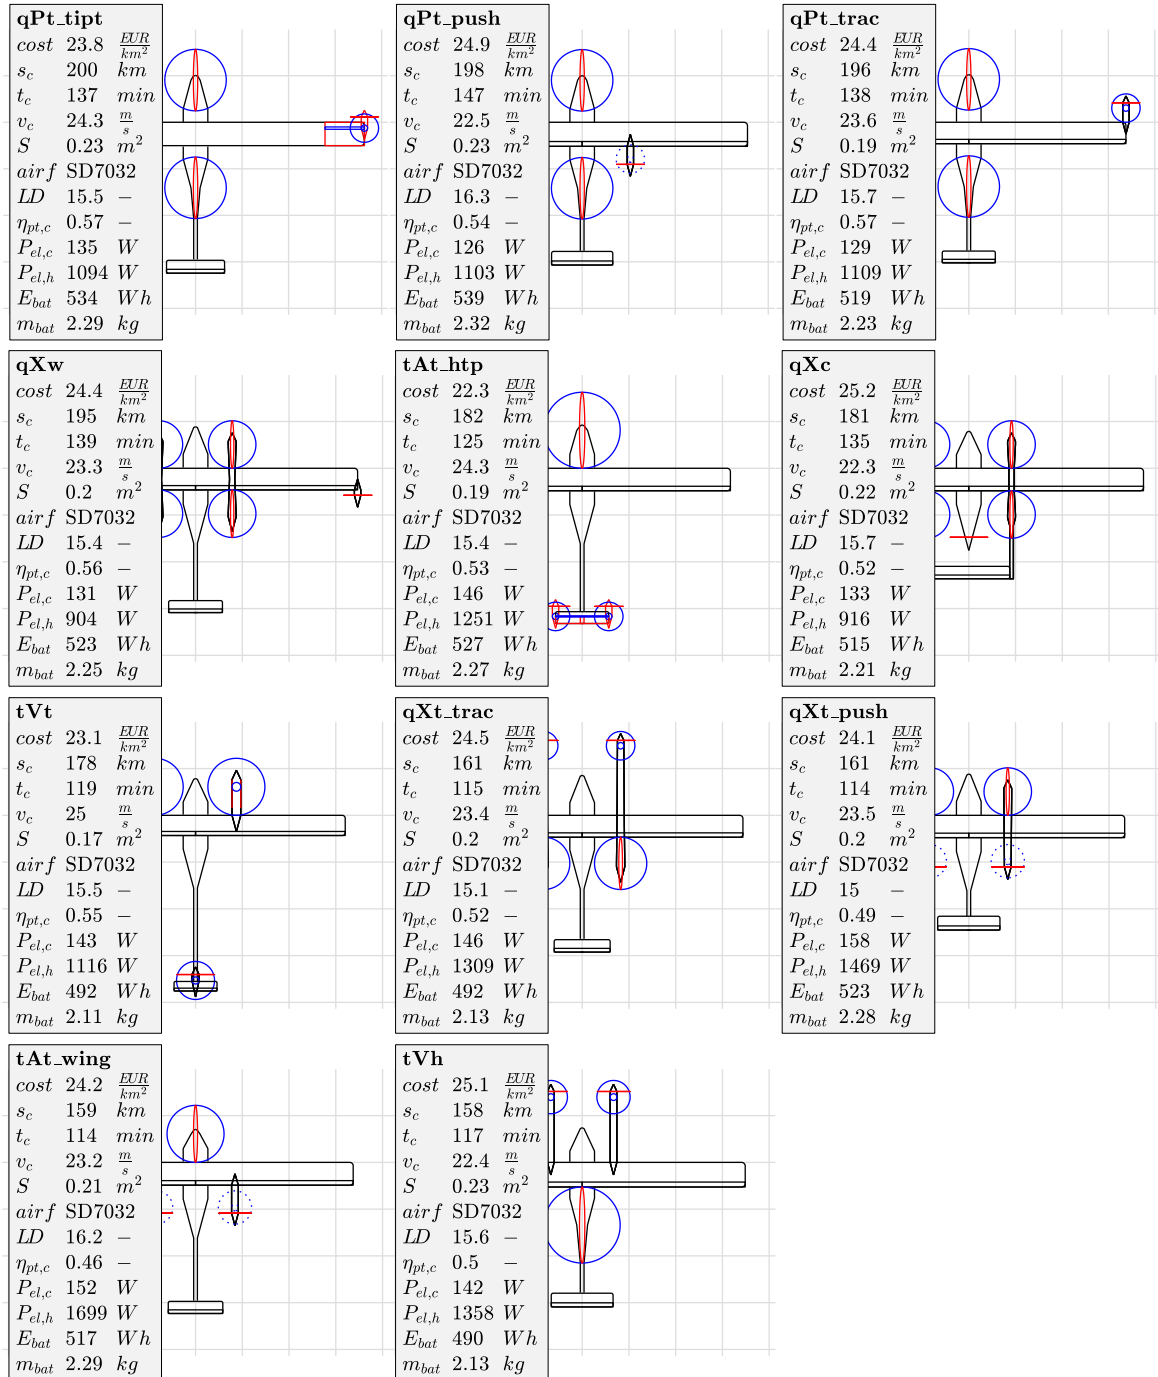 qPt_tipt
cost 23.8 EUR/km²
s_c 200 km
t_c 137 min
v_c 24.3 m/s
S 0.23 m²
airf SD7032
LD 15.5 –
η_pt,c 0.57 –
P_el,c 135 W
P_el,h 1094 W
E_bat 534 Wh
m_bat 2.29 kg
qPt_push
cost 24.9 EUR/km²
s_c 198 km
t_c 147 min
v_c 22.5 m/s
S 0.23 m²
airf SD7032
LD 16.3 –
η_pt,c 0.54 –
P_el,c 126 W
P_el,h 1103 W
E_bat 539 Wh
m_bat 2.32 kg
qPt_trac
cost 24.4 EUR/km²
s_c 196 km
t_c 138 min
v_c 23.6 m/s
S 0.19 m²
airf SD7032
LD 15.7 –
η_pt,c 0.57 –
P_el,c 129 W
P_el,h 1109 W
E_bat 519 Wh
m_bat 2.23 kg
qXw
cost 24.4 EUR/km²
s_c 195 km
t_c 139 min
v_c 23.3 m/s
S 0.2 m²
airf SD7032
LD 15.4 –
η_pt,c 0.56 –
P_el,c 131 W
P_el,h 904 W
E_bat 523 Wh
m_bat 2.25 kg
tAt_htp
cost 22.3 EUR/km²
s_c 182 km
t_c 125 min
v_c 24.3 m/s
S 0.19 m²
airf SD7032
LD 15.4 –
η_pt,c 0.53 –
P_el,c 146 W
P_el,h 1251 W
E_bat 527 Wh
m_bat 2.27 kg
qXc
cost 25.2 EUR/km²
s_c 181 km
t_c 135 min
v_c 22.3 m/s
S 0.22 m²
airf SD7032
LD 15.7 –
η_pt,c 0.52 –
P_el,c 133 W
P_el,h 916 W
E_bat 515 Wh
m_bat 2.21 kg
tVt
cost 23.1 EUR/km²
s_c 178 km
t_c 119 min
v_c 25 m/s
S 0.17 m²
airf SD7032
LD 15.5 –
η_pt,c 0.55 –
P_el,c 143 W
P_el,h 1116 W
E_bat 492 Wh
m_bat 2.11 kg
qXt_trac
cost 24.5 EUR/km²
s_c 161 km
t_c 115 min
v_c 23.4 m/s
S 0.2 m²
airf SD7032
LD 15.1 –
η_pt,c 0.52 –
P_el,c 146 W
P_el,h 1309 W
E_bat 492 Wh
m_bat 2.13 kg
qXt_push
cost 24.1 EUR/km²
s_c 161 km
t_c 114 min
v_c 23.5 m/s
S 0.2 m²
airf SD7032
LD 15 –
η_pt,c 0.49 –
P_el,c 158 W
P_el,h 1469 W
E_bat 523 Wh
m_bat 2.28 kg
tAt_wing
cost 24.2 EUR/km²
s_c 159 km
t_c 114 min
v_c 23.2 m/s
S 0.21 m²
airf SD7032
LD 16.2 –
η_pt,c 0.46 –
P_el,c 152 W
P_el,h 1699 W
E_bat 517 Wh
m_bat 2.29 kg
tVh
cost 25.1 EUR/km²
s_c 158 km
t_c 117 min
v_c 22.4 m/s
S 0.23 m²
airf SD7032
LD 15.6 –
η_pt,c 0.5 –
P_el,c 142 W
P_el,h 1358 W
E_bat 490 Wh
m_bat 2.13 kg